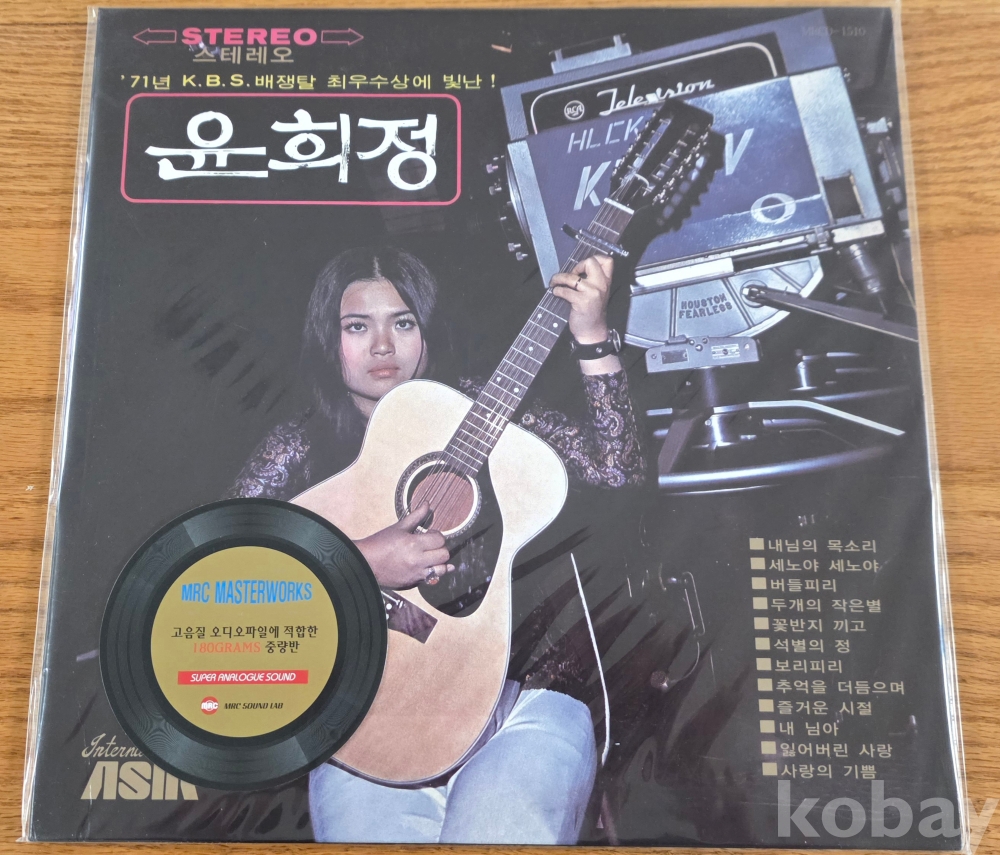 STEREO
스테레오
'71년 K.B.S. 배쟁탈 최우수상에 빛난!
윤희정
1510
RCA Television
HLCK
HOUSTON
FEARLESS
■내님의 목소리
■세노야 세노야
■버들피리
■두개의 작은별
■꽃반지 끼고
■석별의 정
■보리피리
■추억을 더듬으며
■즐거운 시절
■내 님아
■잃어버린 사랑
■사랑의 기쁨
MRC MASTERWORKS
고음질 오디오파일에 적합한
180GRAMS 중량반
SUPER ANALOGUE SOUND
MRC MRC SOUND LAB
ASIA
kobay